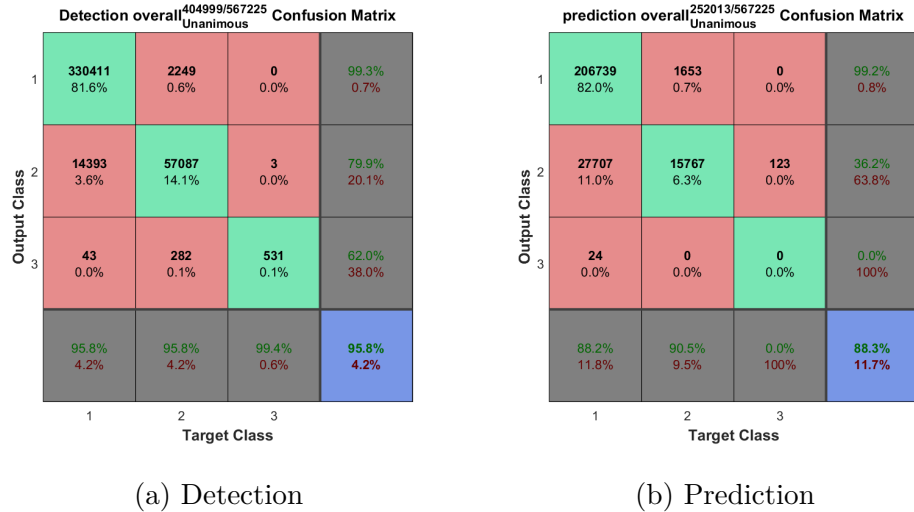 Detection overall 404999/567225 Unanimous Confusion Matrix
330411 2249 0 99.3%
1 81.6% 0.6% 0.0% 0.7%
14393 57087 3 79.9%
2 3.6% 14.1% 0.0% 20.1%
43 282 531 62.0%
3 0.0% 0.1% 0.1% 38.0%
95.8% 95.8% 99.4% 95.8%
4.2% 4.2% 0.6% 4.2%
1 2 3
Target Class
Output Class
(a) Detection
prediction overall 252013/567225 Unanimous Confusion Matrix
206739 1653 0 99.2%
1 82.0% 0.7% 0.0% 0.8%
27707 15767 123 36.2%
2 11.0% 6.3% 0.0% 63.8%
24 0 0 0.0%
3 0.0% 0.0% 0.0% 100%
88.2% 90.5% 0.0% 88.3%
11.8% 9.5% 100% 11.7%
1 2 3
Target Class
Output Class
(b) Prediction